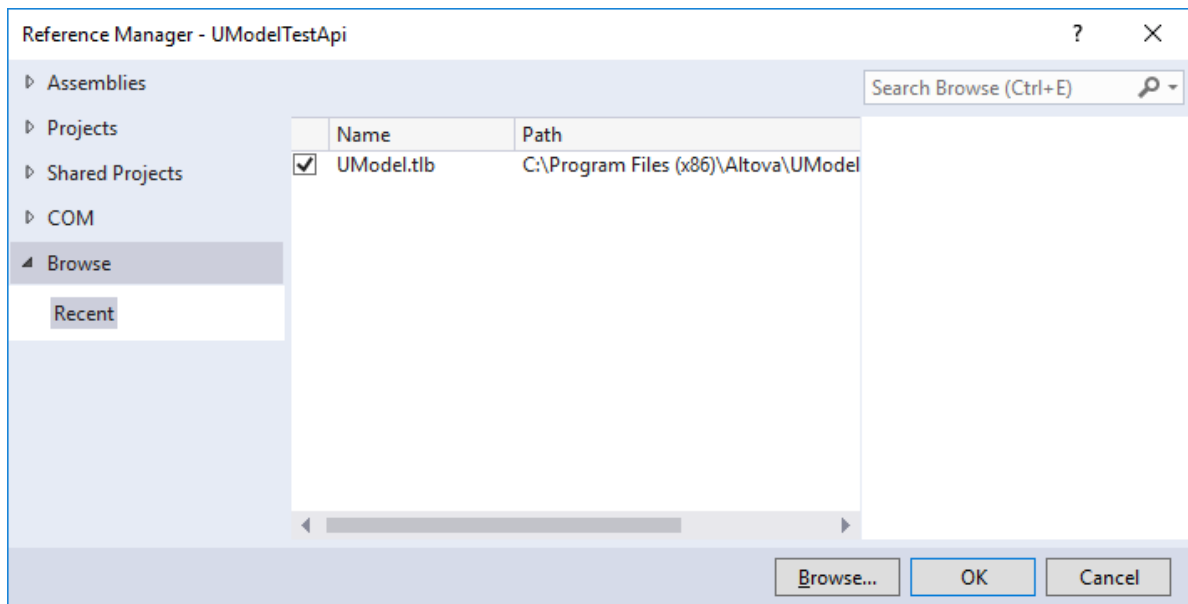 Reference Manager - UModelTestApi ?
Assemblies
Search Browse (Ctrl+E)
Projects
Name Path
UModel.tlb C:\Program Files (x86)\Altova\UModel
Shared Projects
COM
Browse
Recent
Browse... OK Cancel